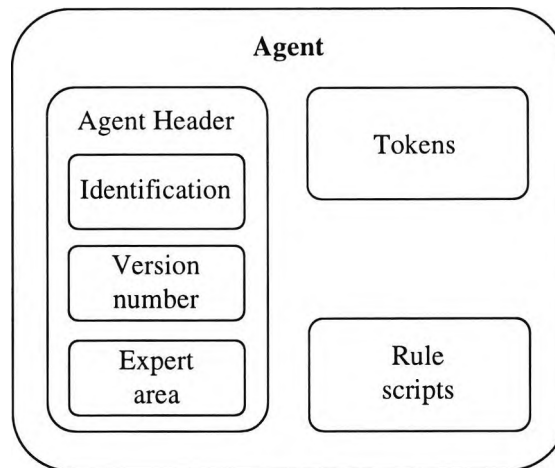 Agent
Agent Header
Identification
Version
number
Expert
area
Tokens
Rule
scripts